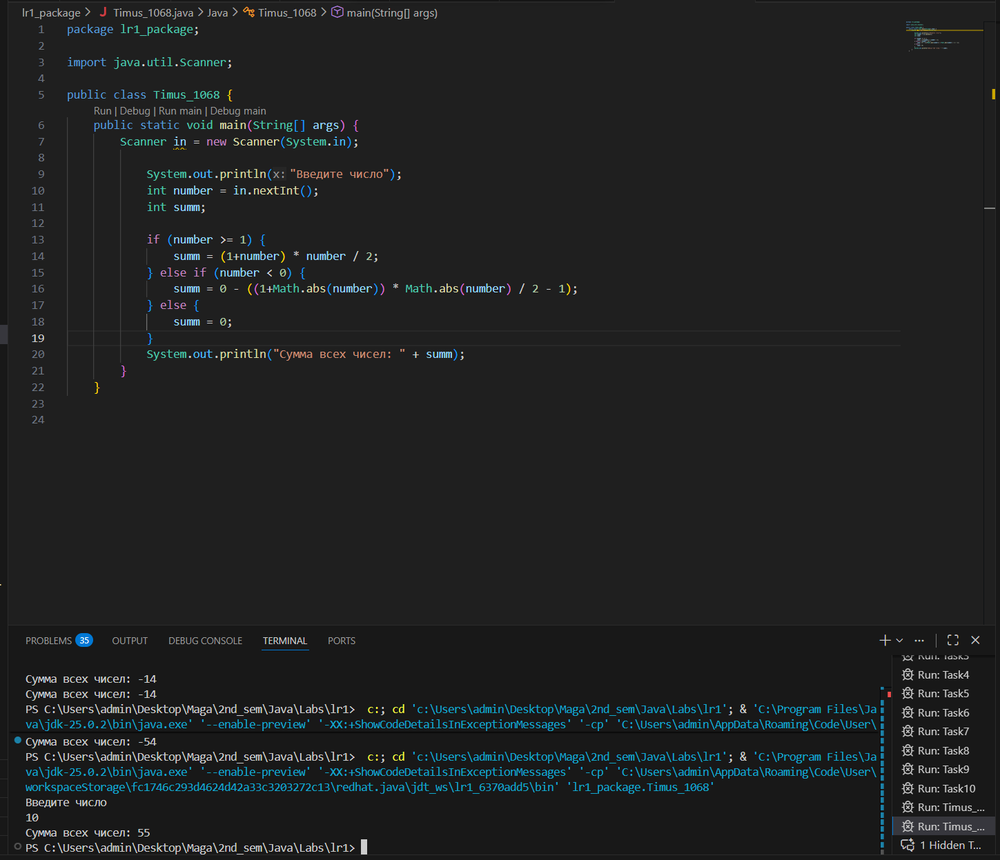 lr1_package > J Timus_1068.java > Java > Timus_1068 > main(String[] args)
1 package lr1_package;
2
3 import java.util.Scanner;
4
5 public class Timus_1068 {
Run | Debug | Run main | Debug main
6 public static void main(String[] args) {
7 Scanner in = new Scanner(System.in);
8
9 System.out.println(x: "Введите число");
10 int number = in.nextInt();
11 int summ;
12
13 if (number >= 1) {
14 summ = (1+number) * number / 2;
15 } else if (number < 0) {
16 summ = 0 - ((1+Math.abs(number)) * Math.abs(number) / 2 - 1);
17 } else {
18 summ = 0;
19 }
20 System.out.println("Сумма всех чисел: " + summ);
21 }
22 }
23
24
PROBLEMS 35 OUTPUT DEBUG CONSOLE TERMINAL PORTS
Сумма всех чисел: -14
Сумма всех чисел: -14
PS C:\Users\admin\Desktop\Maga\2nd_sem\Java\Labs\lr1>  c:; cd 'c:\Users\admin\Desktop\Maga\2nd_sem\Java\Labs\lr1'; & 'C:\Program Files\Ja
va\jdk-25.0.2\bin\java.exe' '--enable-preview' '-XX:+ShowCodeDetailsInExceptionMessages' '-cp' 'C:\Users\admin\AppData\Roaming\Code\User\
Сумма всех чисел: -54
PS C:\Users\admin\Desktop\Maga\2nd_sem\Java\Labs\lr1>  c:; cd 'c:\Users\admin\Desktop\Maga\2nd_sem\Java\Labs\lr1'; & 'C:\Program Files\Ja
va\jdk-25.0.2\bin\java.exe' '--enable-preview' '-XX:+ShowCodeDetailsInExceptionMessages' '-cp' 'C:\Users\admin\AppData\Roaming\Code\User\
workspaceStorage\fc1746c293d4624d42a33c3203272c13\redhat.java\jdt_ws\lr1_6370add5\bin' 'lr1_package.Timus_1068'
Введите число
10
Сумма всех чисел: 55
PS C:\Users\admin\Desktop\Maga\2nd_sem\Java\Labs\lr1>
Run: Task3
Run: Task4
Run: Task5
Run: Task6
Run: Task7
Run: Task8
Run: Task9
Run: Task10
Run: Timus_...
Run: Timus_...
1 Hidden T...